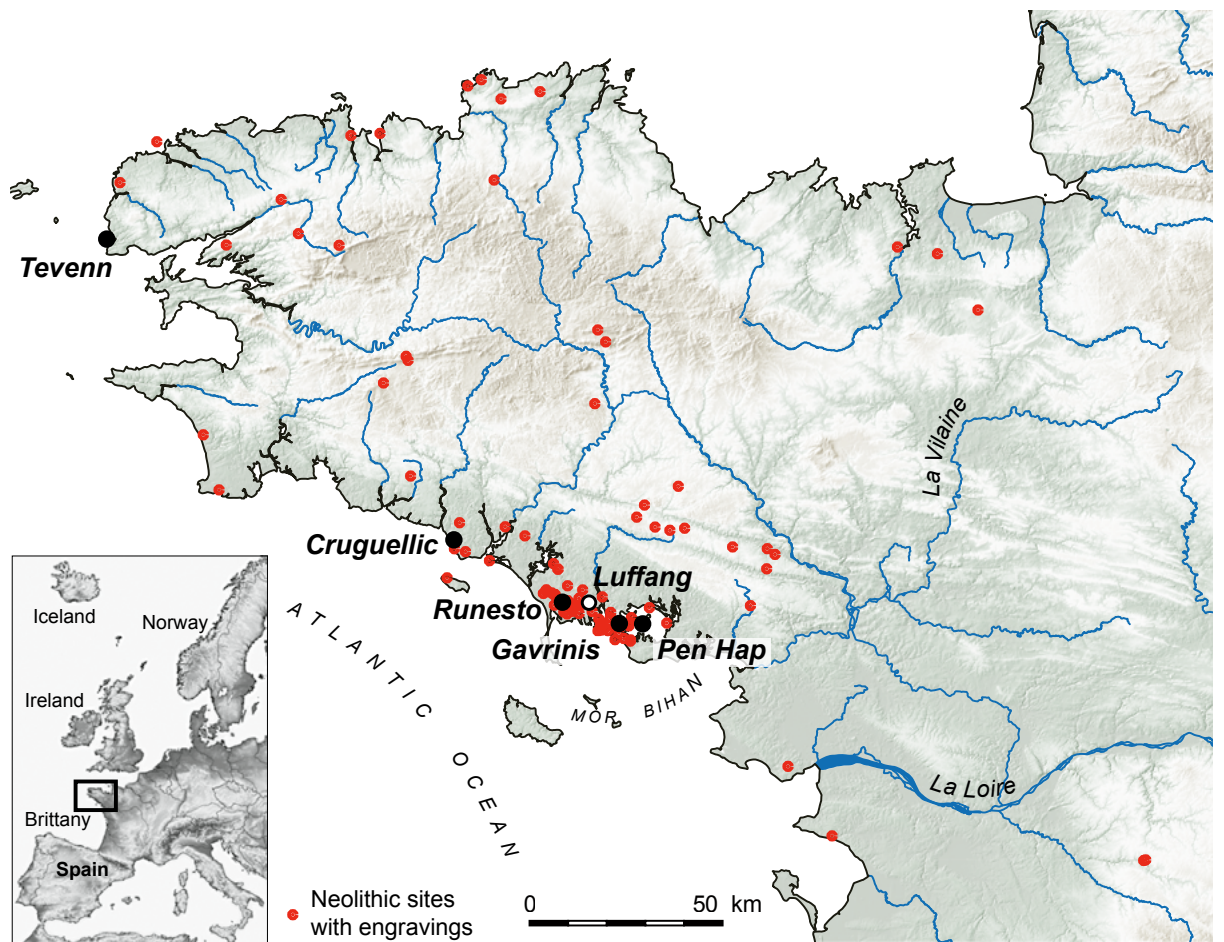 Tevenn
La Vilaine
Cruguellic
Luffang
Runesto
Gavrinis
Pen Hap
MOR BIHAN
ATLANTIC OCEAN
La Loire
Iceland
Norway
Ireland
Brittany
Spain
Neolithic sites
with engravings
0 50 km